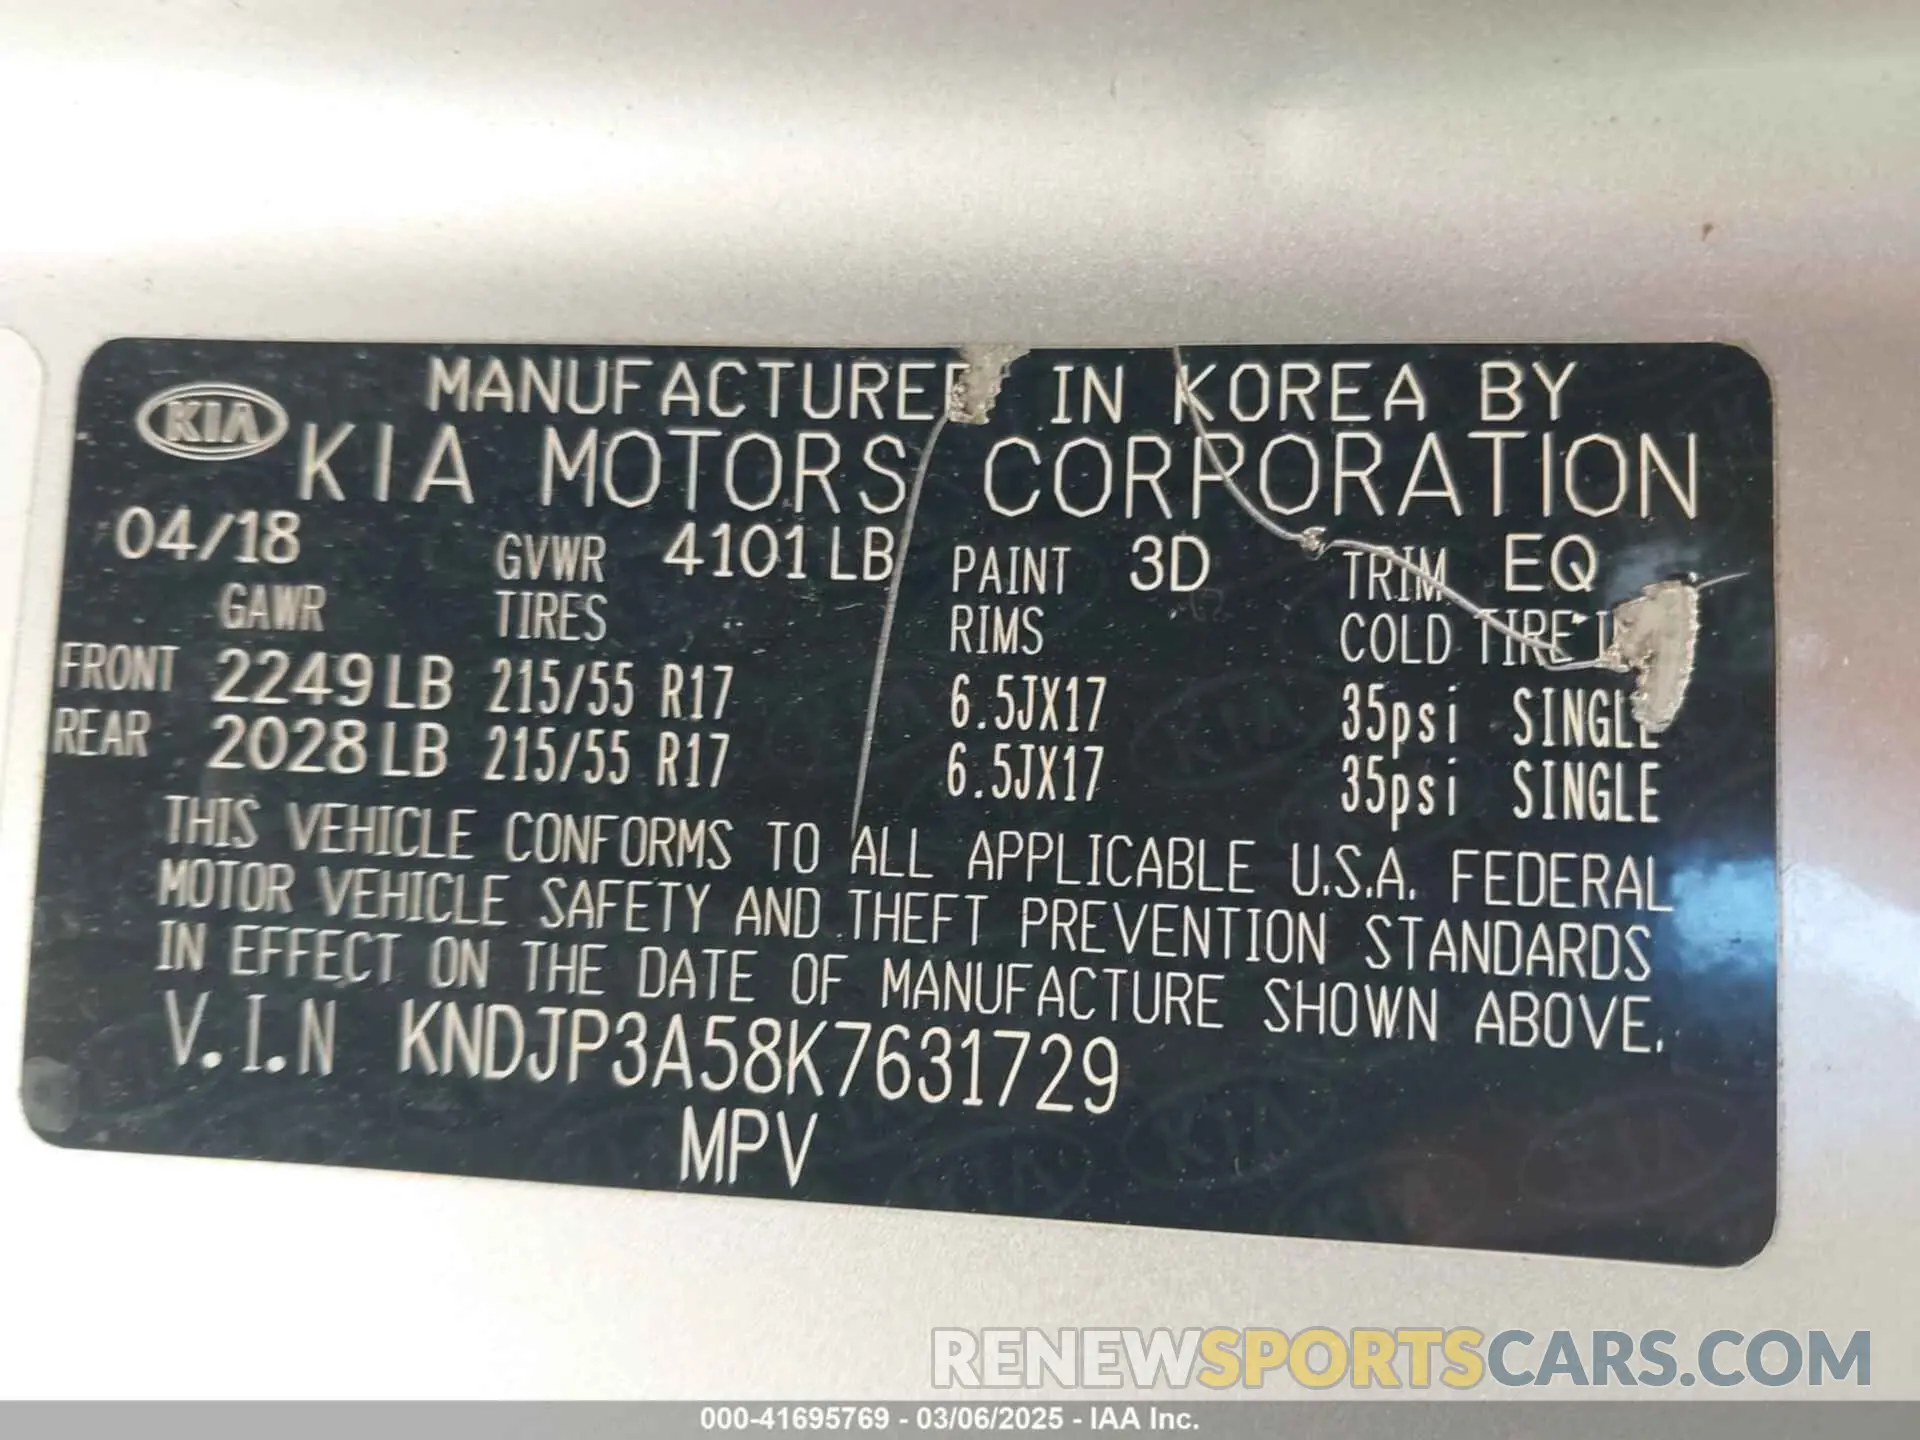 KIA
MANUFACTURED IN KOREA BY
KIA MOTORS CORPORATION
04/18 GVWR 4101 LB PAINT 3D TRIM EQ
GAWR TIRES RIMS COLD TIRE
FRONT 2249 LB 215/55 R17 6.5JX17 35psi SINGLE
REAR 2028 LB 215/55 R17 6.5JX17 35psi SINGLE
THIS VEHICLE CONFORMS TO ALL APPLICABLE U.S.A. FEDERAL
MOTOR VEHICLE SAFETY AND THEFT PREVENTION STANDARDS
IN EFFECT ON THE DATE OF MANUFACTURE SHOWN ABOVE.
V.I.N KNDJP3A58K7631729
MPV
RENEWSPORTSCARS.COM
000-41695769 - 03/06/2025 - IAA Inc.